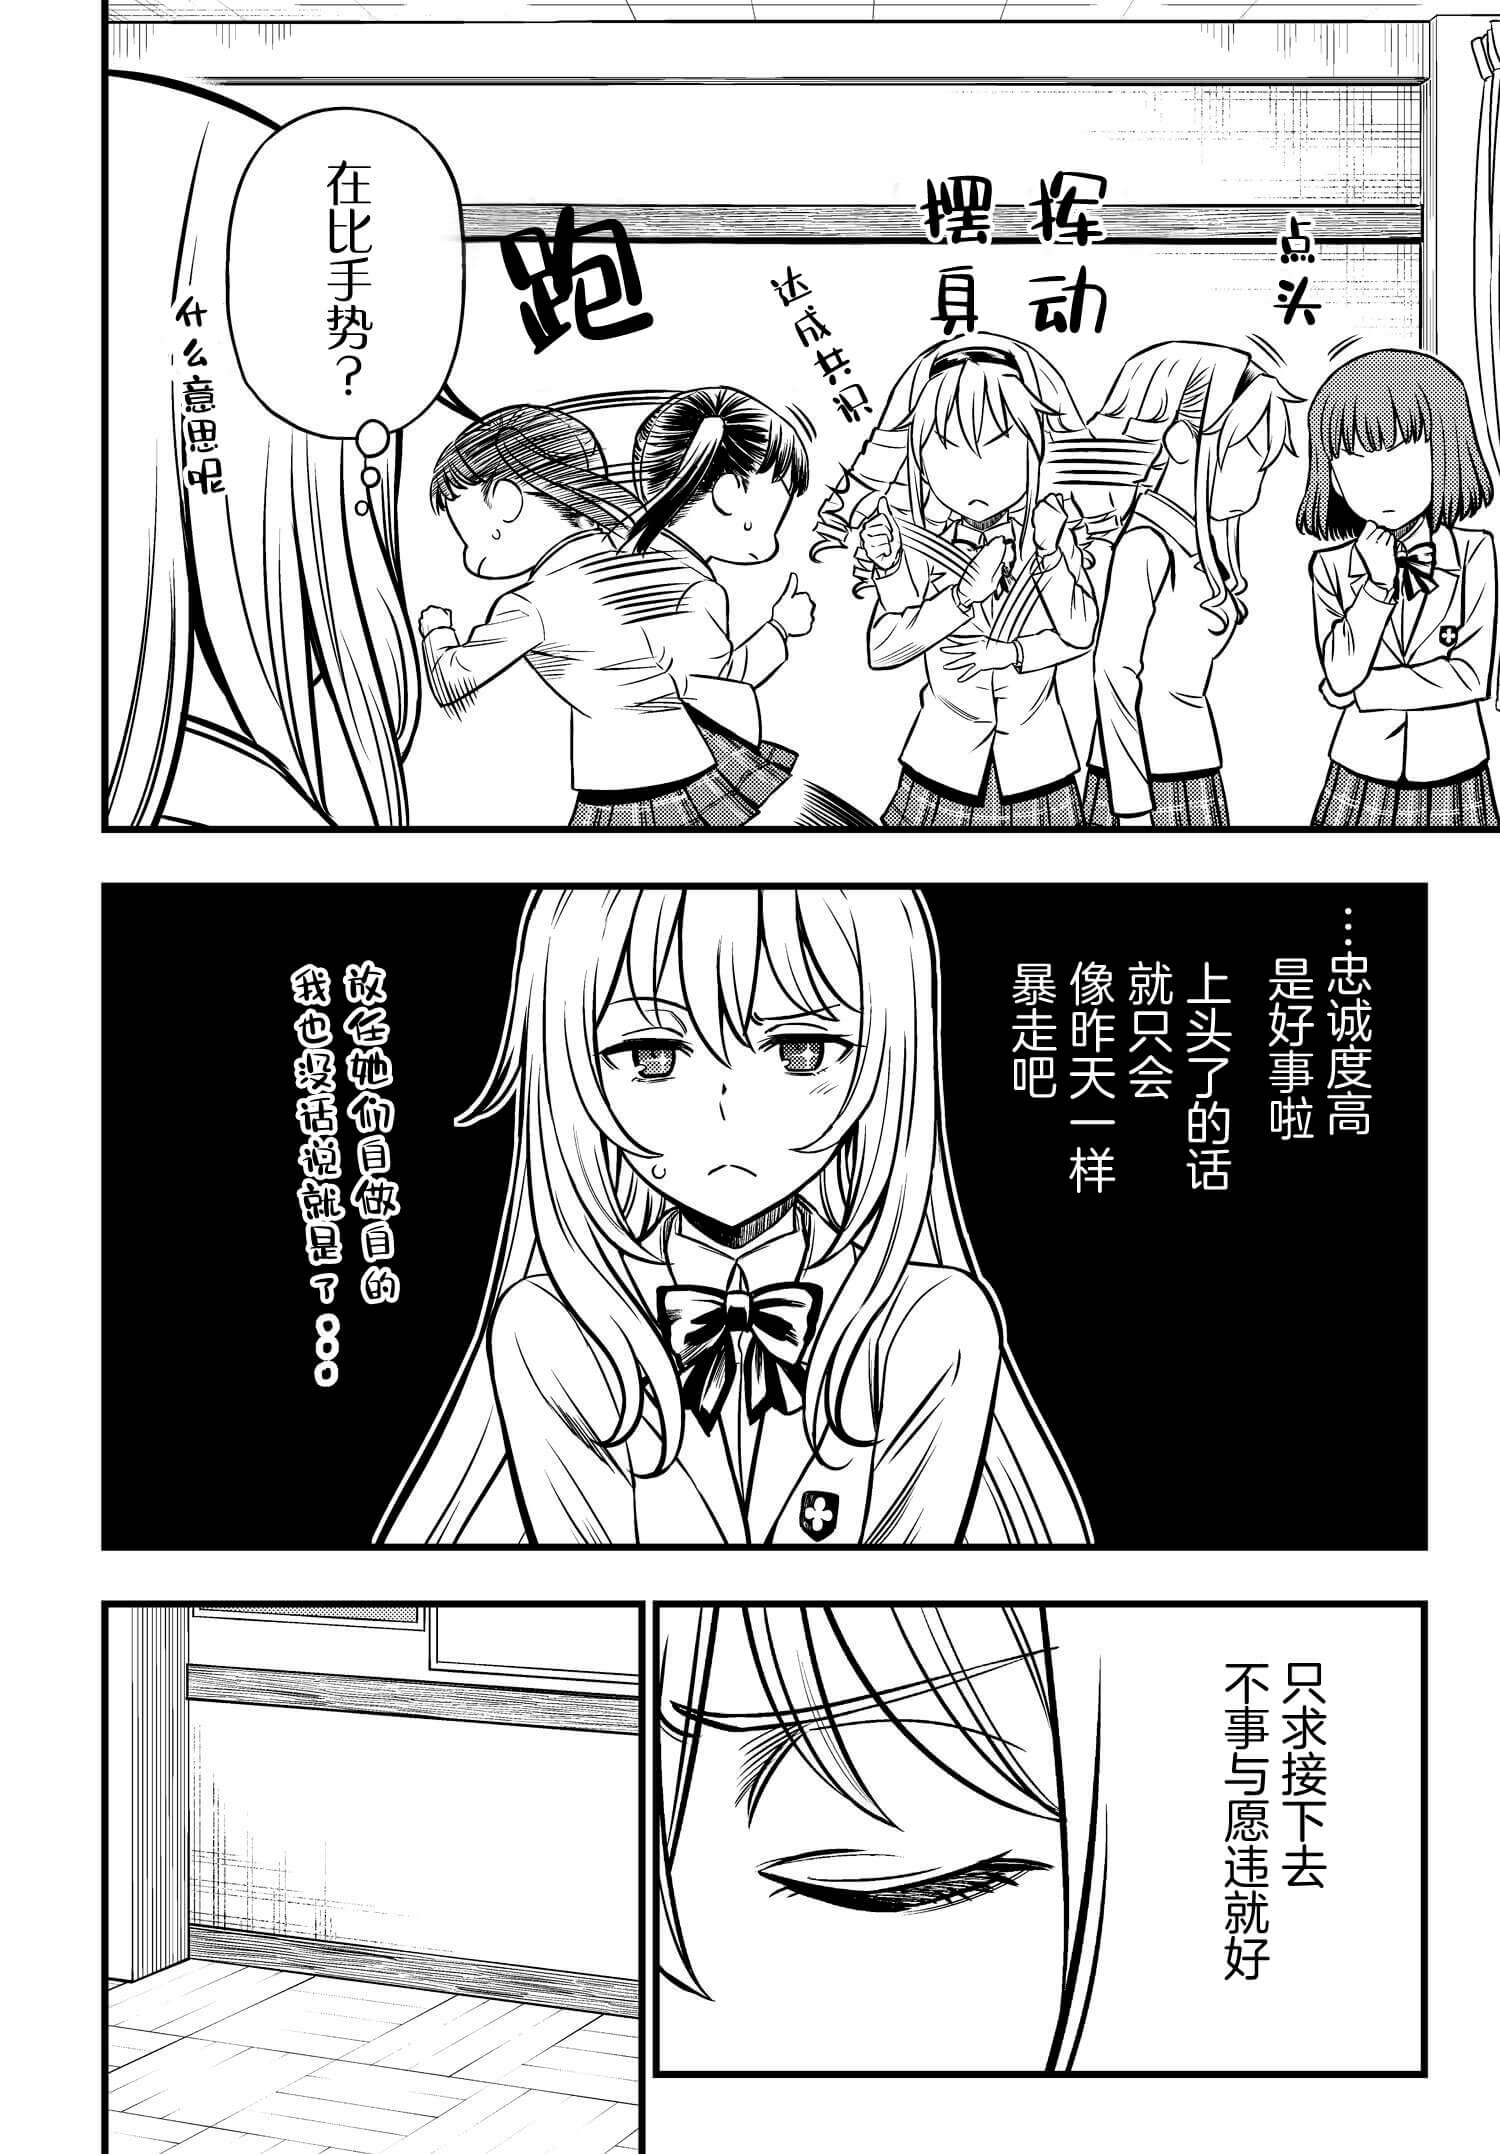 点头
挥动
摆身
达成共识
跑
在比手势？
什么意思呢
…忠诚度高
是好事啦
上头了的话
就只会
像昨天一样
暴走吧
放任她们自做自的
我也没话说就是了...
只求接下去
不事与愿违就好